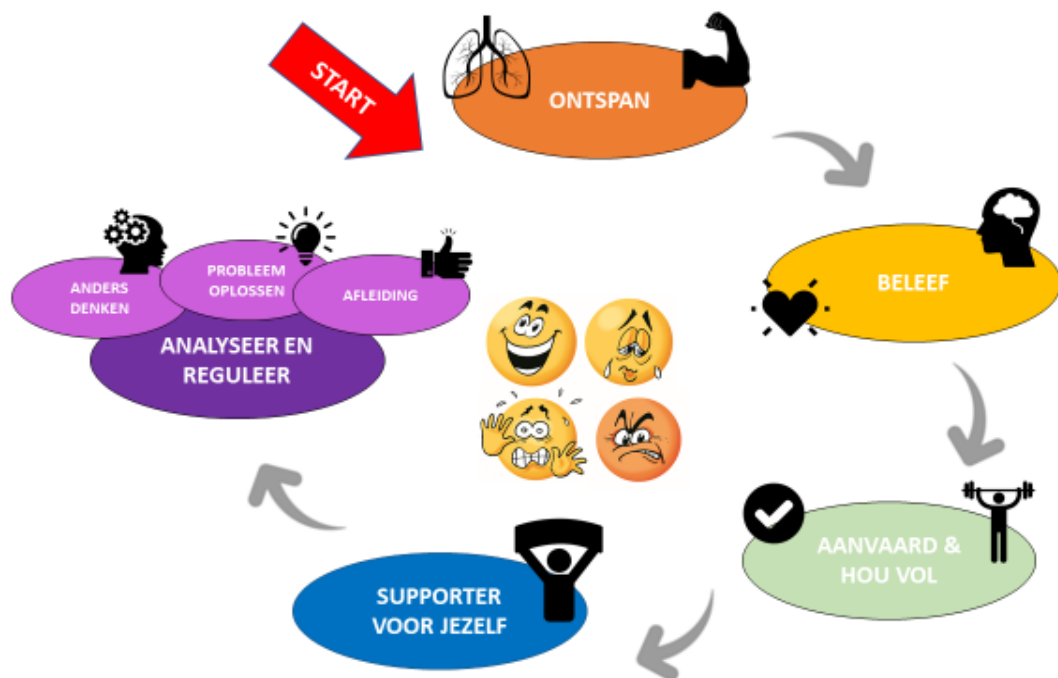 START
ONTSPAN
BELEEF
AANVAARD &
HOU VOL
SUPPORTER
VOOR JEZELF
ANALYSEER EN
REGULEER
ANDERS
DENKEN
PROBLEEM
OPLOSSEN
AFLEIDING